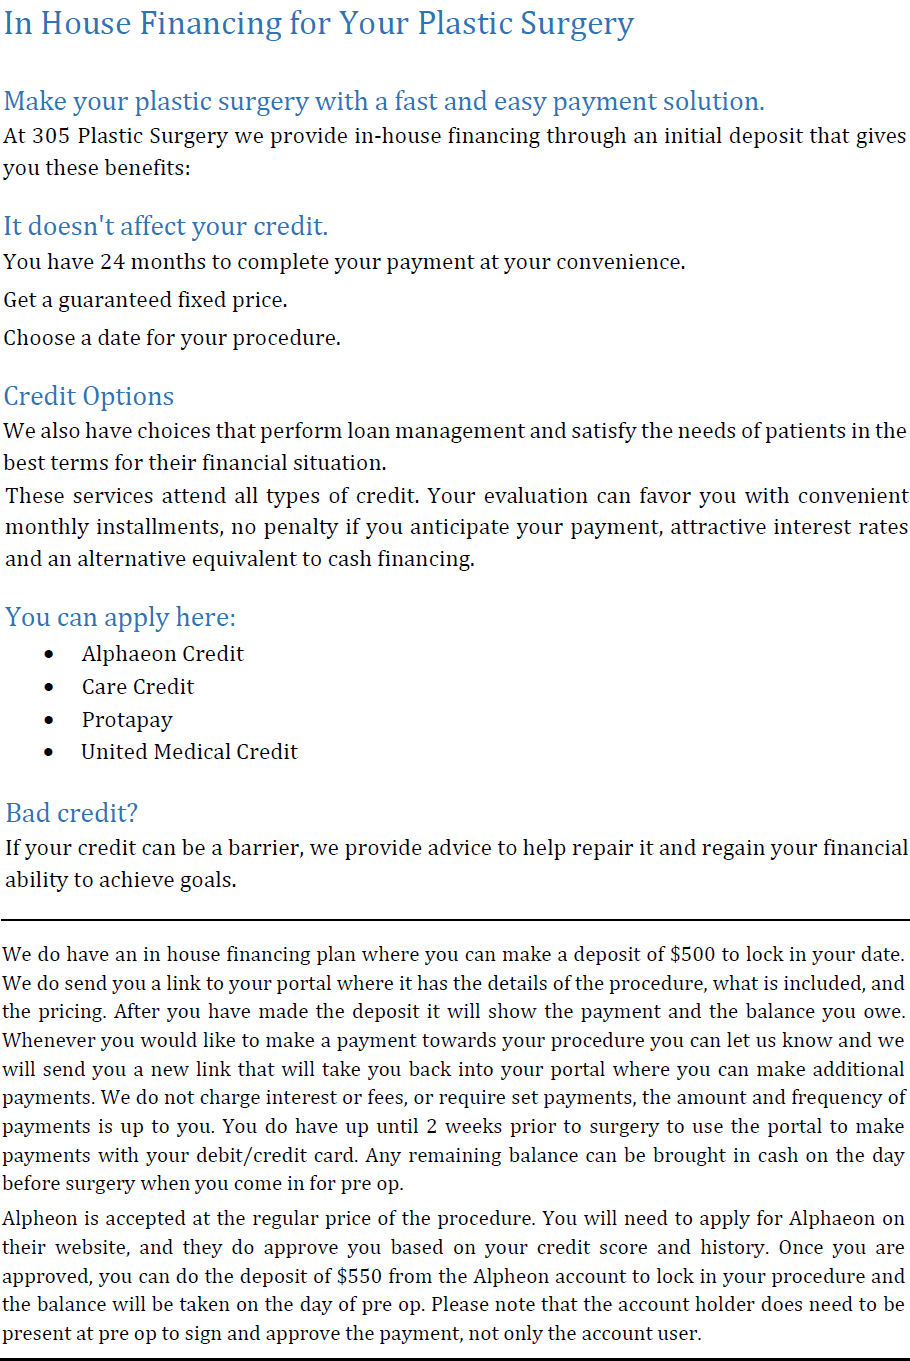 In House Financing for Your Plastic Surgery
Make your plastic surgery with a fast and easy payment solution.
At 305 Plastic Surgery we provide in-house financing through an initial deposit that gives
you these benefits:
It doesn't affect your credit.
You have 24 months to complete your payment at your convenience.
Get a guaranteed fixed price.
Choose a date for your procedure.
Credit Options
We also have choices that perform loan management and satisfy the needs of patients in the
best terms for their financial situation.
These services attend all types of credit. Your evaluation can favor you with convenient
monthly installments, no penalty if you anticipate your payment, attractive interest rates
and an alternative equivalent to cash financing.
You can apply here:
• Alphaeon Credit
• Care Credit
• Protapay
• United Medical Credit
Bad credit?
If your credit can be a barrier, we provide advice to help repair it and regain your financial
ability to achieve goals.
We do have an in house financing plan where you can make a deposit of $500 to lock in your date.
We do send you a link to your portal where it has the details of the procedure, what is included, and
the pricing. After you have made the deposit it will show the payment and the balance you owe.
Whenever you would like to make a payment towards your procedure you can let us know and we
will send you a new link that will take you back into your portal where you can make additional
payments. We do not charge interest or fees, or require set payments, the amount and frequency of
payments is up to you. You do have up until 2 weeks prior to surgery to use the portal to make
payments with your debit/credit card. Any remaining balance can be brought in cash on the day
before surgery when you come in for pre op.
Alpheon is accepted at the regular price of the procedure. You will need to apply for Alphaeon on
their website, and they do approve you based on your credit score and history. Once you are
approved, you can do the deposit of $550 from the Alpheon account to lock in your procedure and
the balance will be taken on the day of pre op. Please note that the account holder does need to be
present at pre op to sign and approve the payment, not only the account user.